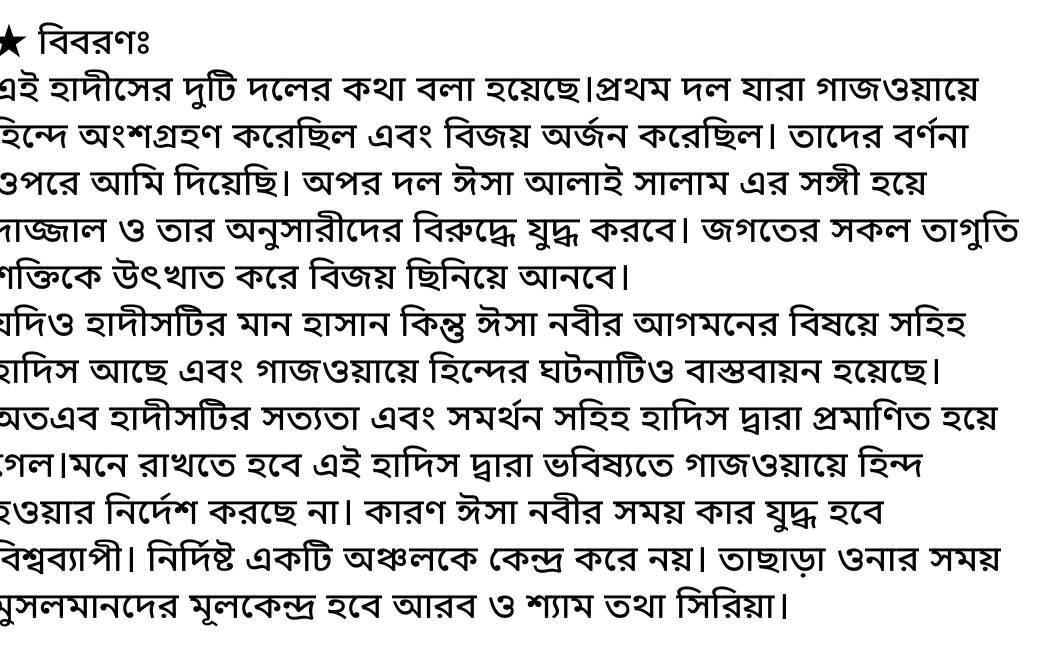 ★ বিবরণঃ
এই হাদীসের দুটি দলের কথা বলা হয়েছে।প্রথম দল যারা গাজওয়ায়ে
হিন্দে অংশগ্রহণ করেছিল এবং বিজয় অর্জন করেছিল। তাদের বর্ণনা
ওপরে আমি দিয়েছি। অপর দল ঈসা আলাই সালাম এর সঙ্গী হয়ে
দাজ্জাল ও তার অনুসারীদের বিরুদ্ধে যুদ্ধ করবে। জগতের সকল তাগুতি
শক্তিকে উৎখাত করে বিজয় ছিনিয়ে আনবে।
যদিও হাদীসটির মান হাসান কিন্তু ঈসা নবীর আগমনের বিষয়ে সহিহ
হাদিস আছে এবং গাজওয়ায়ে হিন্দের ঘটনাটিও বাস্তবায়ন হয়েছে।
অতএব হাদীসটির সত্যতা এবং সমর্থন সহিহ হাদিস দ্বারা প্রমাণিত হয়ে
গেল।মনে রাখতে হবে এই হাদিস দ্বারা ভবিষ্যতে গাজওয়ায়ে হিন্দ
হওয়ার নির্দেশ করছে না। কারণ ঈসা নবীর সময় কার যুদ্ধ হবে
বিশ্বব্যাপী। নির্দিষ্ট একটি অঞ্চলকে কেন্দ্র করে নয়। তাছাড়া ওনার সময়
মুসলমানদের মূলকেন্দ্র হবে আরব ও শ্যাম তথা সিরিয়া।